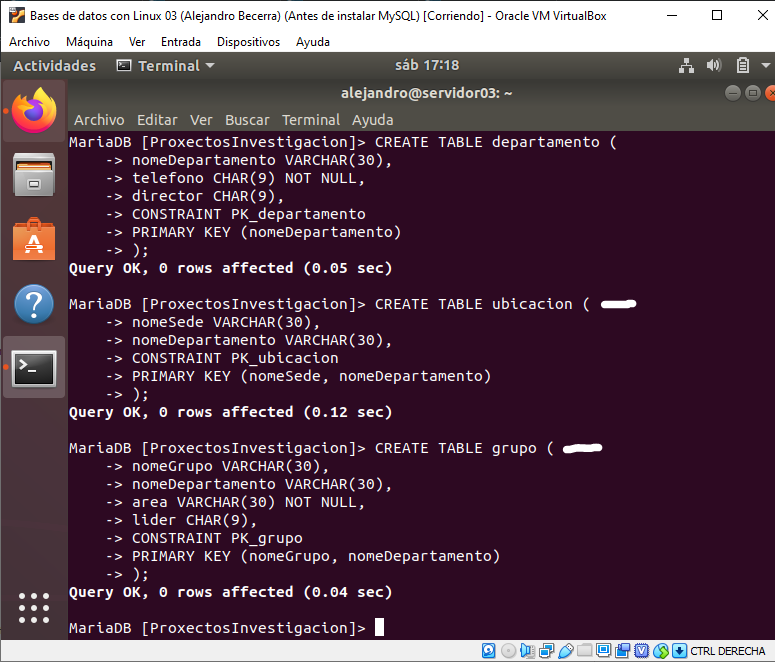 Bases de datos con Linux 03 (Alejandro Becerra) (Antes de instalar MySQL) [Corriendo] - Oracle VM VirtualBox
Archivo Máquina Ver Entrada Dispositivos Ayuda
Actividades Terminal sáb 17:18
alejandro@servidor03: ~
Archivo Editar Ver Buscar Terminal Ayuda
MariaDB [ProxectosInvestigacion]> CREATE TABLE departamento (
-> nomeDepartamento VARCHAR(30),
-> telefono CHAR(9) NOT NULL,
-> director CHAR(9),
-> CONSTRAINT PK_departamento
-> PRIMARY KEY (nomeDepartamento)
-> );
Query OK, 0 rows affected (0.05 sec)
MariaDB [ProxectosInvestigacion]> CREATE TABLE ubicacion (
-> nomeSede VARCHAR(30),
-> nomeDepartamento VARCHAR(30),
-> CONSTRAINT PK_ubicacion
-> PRIMARY KEY (nomeSede, nomeDepartamento)
-> );
Query OK, 0 rows affected (0.12 sec)
MariaDB [ProxectosInvestigacion]> CREATE TABLE grupo (
-> nomeGrupo VARCHAR(30),
-> nomeDepartamento VARCHAR(30),
-> area VARCHAR(30) NOT NULL,
-> lider CHAR(9),
-> CONSTRAINT PK_grupo
-> PRIMARY KEY (nomeGrupo, nomeDepartamento)
-> );
Query OK, 0 rows affected (0.04 sec)
MariaDB [ProxectosInvestigacion]>
CTRL DERECHA